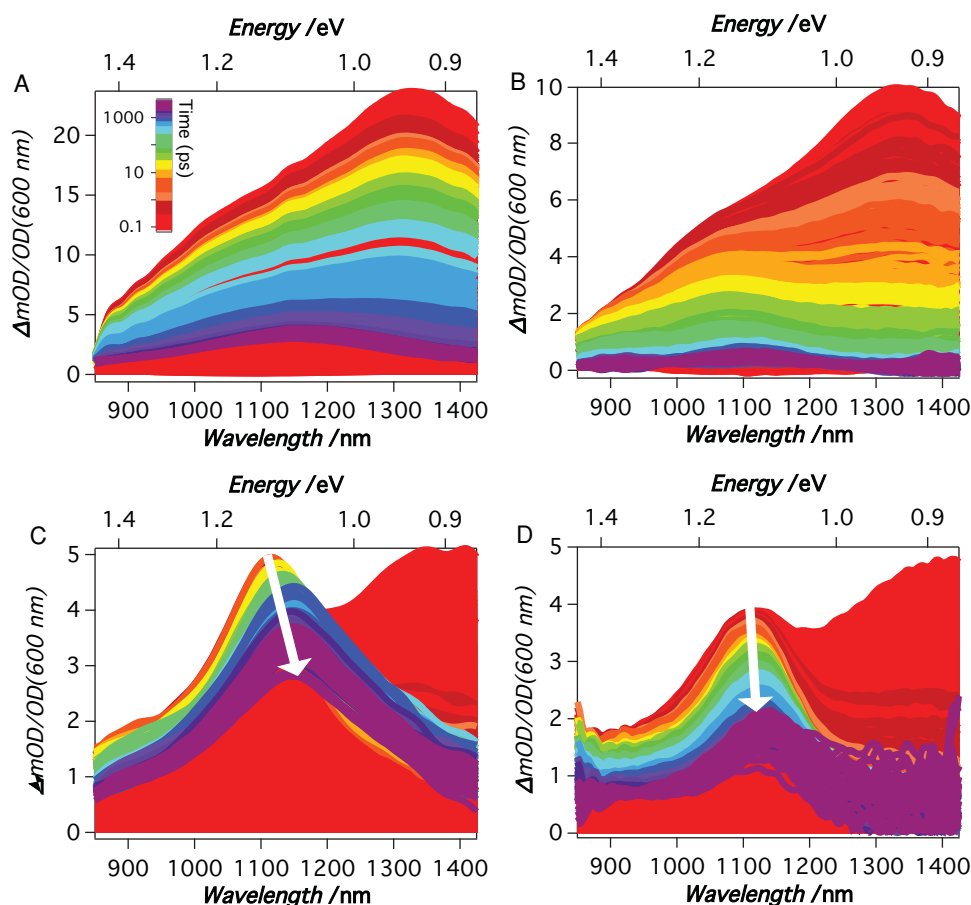 Energy /eV
1.4 1.2 1.0 0.9
A
ΔmOD/OD(600 nm)
20
15
10
5
0
1000
10
0.1
Time (ps)
900 1000 1100 1200 1300 1400
Wavelength /nm
Energy /eV
1.4 1.2 1.0 0.9
B
ΔmOD/OD(600 nm)
10
8
6
4
2
0
900 1000 1100 1200 1300 1400
Wavelength /nm
Energy /eV
1.4 1.2 1.0 0.9
C
ΔmOD/OD(600 nm)
5
4
3
2
1
0
900 1000 1100 1200 1300 1400
Wavelength /nm
Energy /eV
1.4 1.2 1.0 0.9
D
ΔmOD/OD(600 nm)
5
4
3
2
1
0
900 1000 1100 1200 1300 1400
Wavelength /nm